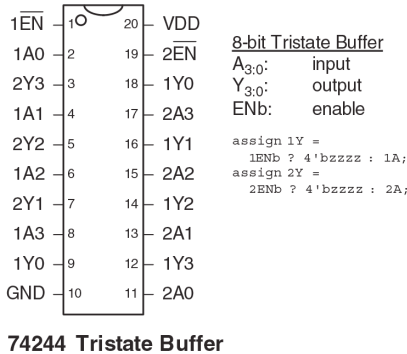 1E̅N̅ 1 20 VDD
1A0 2 19 2E̅N̅
2Y3 3 18 1Y0
1A1 4 17 2A3
2Y2 5 16 1Y1
1A2 6 15 2A2
2Y1 7 14 1Y2
1A3 8 13 2A1
1Y0 9 12 1Y3
GND 10 11 2A0
8-bit Tristate Buffer
A3:0: input
Y3:0: output
ENb: enable
assign 1Y =
1ENb ? 4'bzzzz : 1A;
assign 2Y =
2ENb ? 4'bzzzz : 2A;
74244 Tristate Buffer